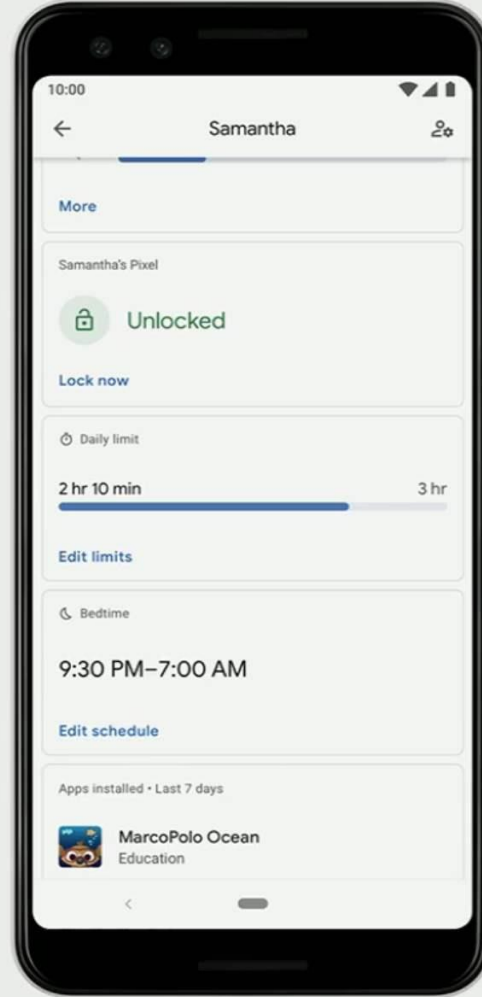 10:00
Samantha
More
Samantha's Pixel
Unlocked
Lock now
Daily limit
2 hr 10 min 3 hr
Edit limits
Bedtime
9:30 PM–7:00 AM
Edit schedule
Apps installed • Last 7 days
MarcoPolo Ocean
Education